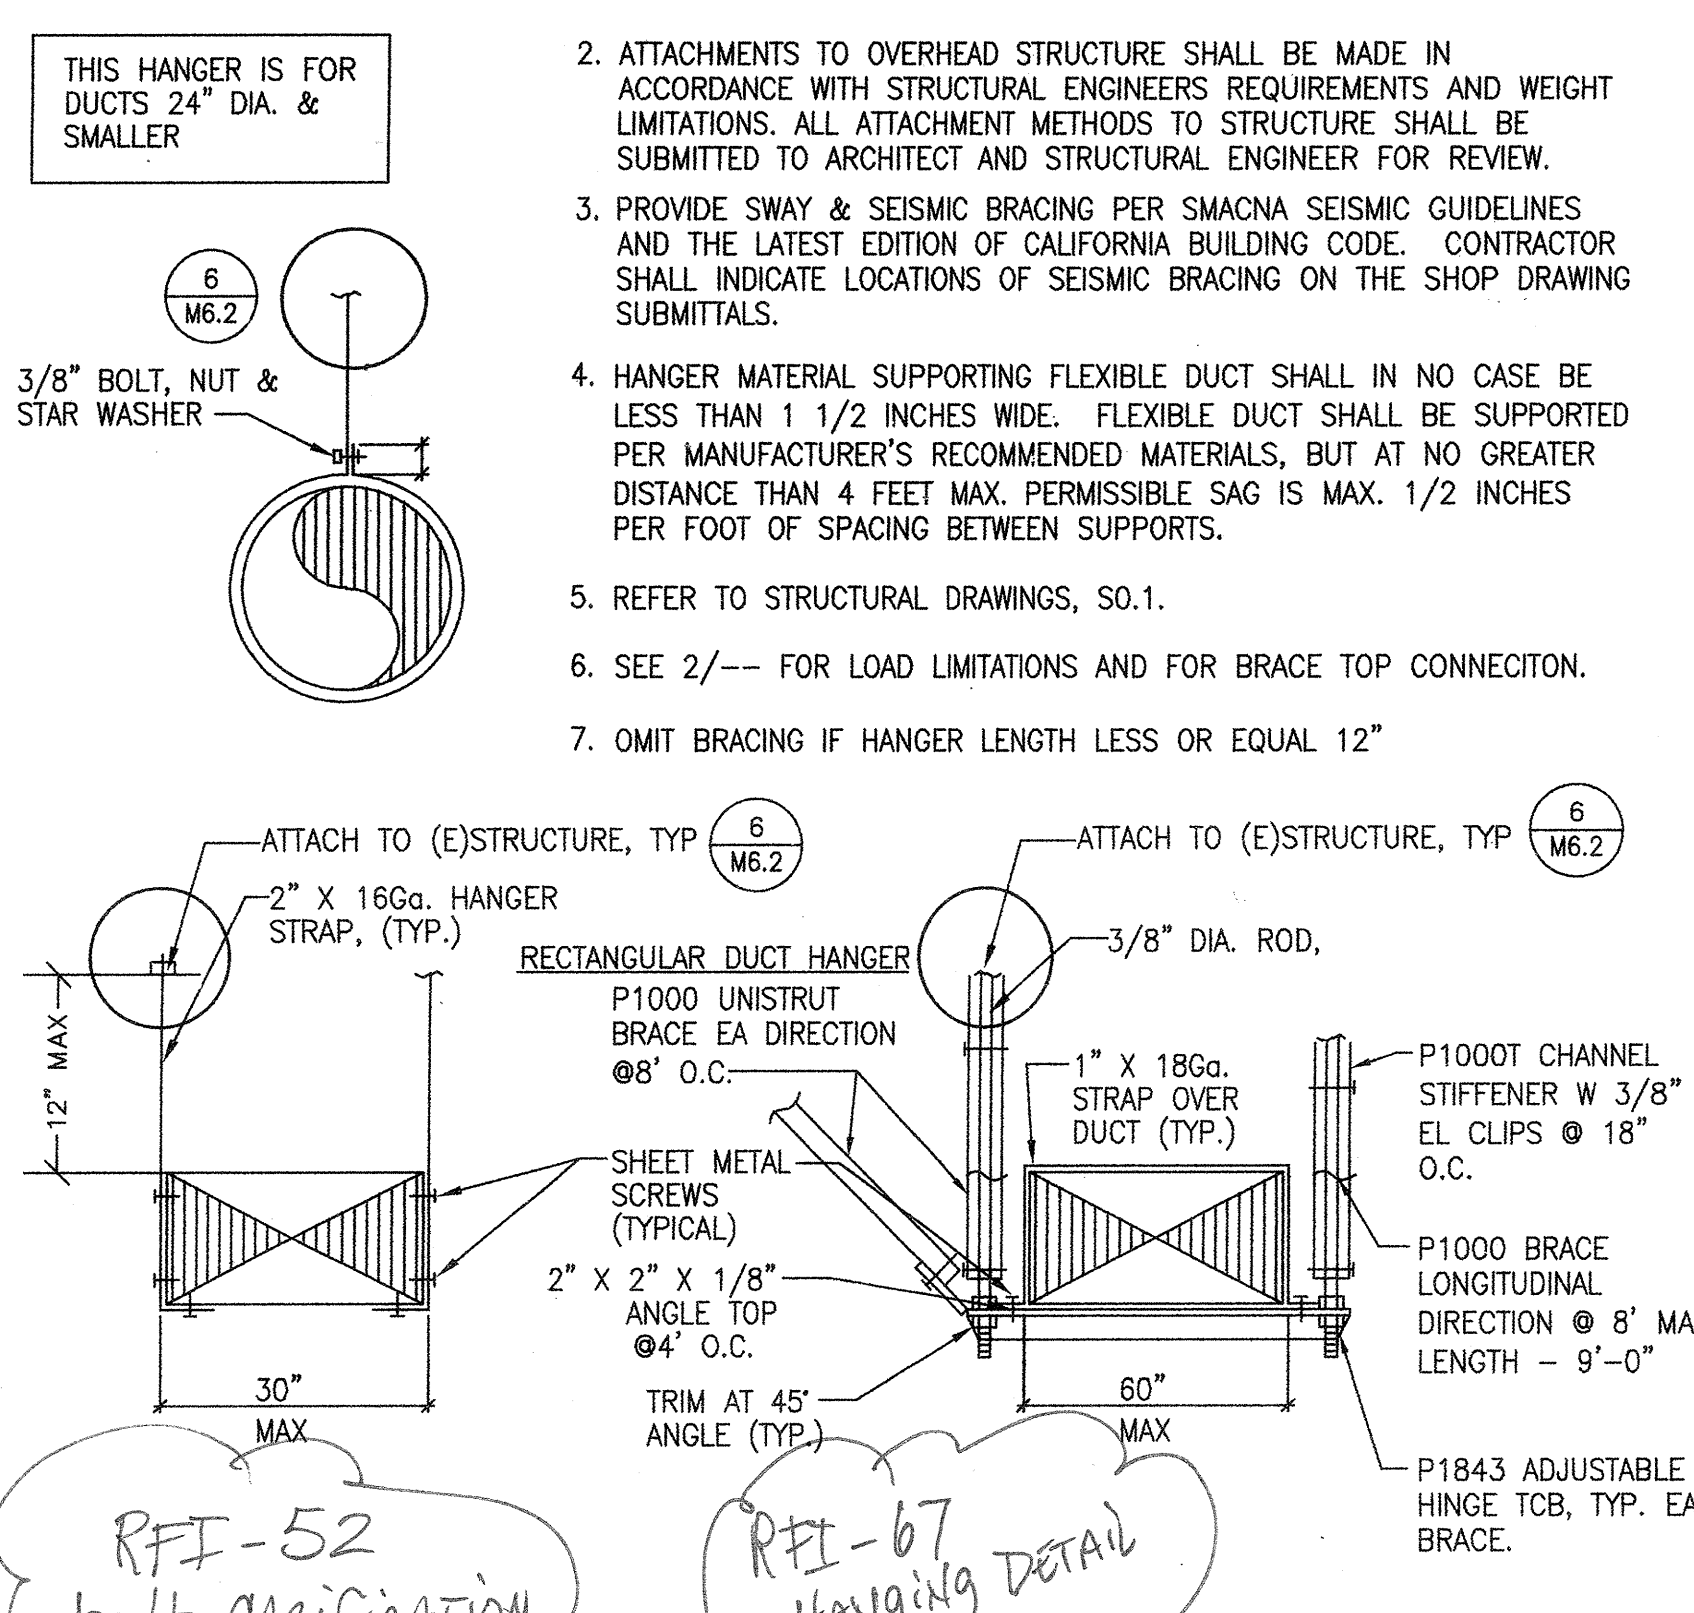 THIS HANGER IS FOR
DUCTS 24" DIA. &
SMALLER
2. ATTACHMENTS TO OVERHEAD STRUCTURE SHALL BE MADE IN
ACCORDANCE WITH STRUCTURAL ENGINEERS REQUIREMENTS AND WEIGHT
LIMITATIONS. ALL ATTACHMENT METHODS TO STRUCTURE SHALL BE
SUBMITTED TO ARCHITECT AND STRUCTURAL ENGINEER FOR REVIEW.
3. PROVIDE SWAY & SEISMIC BRACING PER SMACNA SEISMIC GUIDELINES
AND THE LATEST EDITION OF CALIFORNIA BUILDING CODE. CONTRACTOR
SHALL INDICATE LOCATIONS OF SEISMIC BRACING ON THE SHOP DRAWING
SUBMITTALS.
4. HANGER MATERIAL SUPPORTING FLEXIBLE DUCT SHALL IN NO CASE BE
LESS THAN 1 1/2 INCHES WIDE. FLEXIBLE DUCT SHALL BE SUPPORTED
PER MANUFACTURER'S RECOMMENDED MATERIALS, BUT AT NO GREATER
DISTANCE THAN 4 FEET MAX. PERMISSIBLE SAG IS MAX. 1/2 INCHES
PER FOOT OF SPACING BETWEEN SUPPORTS.
5. REFER TO STRUCTURAL DRAWINGS, SO.1.
6. SEE 2/-- FOR LOAD LIMITATIONS AND FOR BRACE TOP CONNECITON.
7. OMIT BRACING IF HANGER LENGTH LESS OR EQUAL 12"
6
M6.2
3/8" BOLT, NUT &
STAR WASHER
ATTACH TO (E)STRUCTURE, TYP
6
M6.2
2" X 16Ga. HANGER
STRAP, (TYP.)
12" MAX
30"
MAX
RECTANGULAR DUCT HANGER
P1000 UNISTRUT
BRACE EA DIRECTION
@8' O.C.
SHEET METAL
SCREWS
(TYPICAL)
2" X 2" X 1/8"
ANGLE TOP
@4' O.C.
TRIM AT 45°
ANGLE (TYP.)
ATTACH TO (E)STRUCTURE, TYP
6
M6.2
3/8" DIA. ROD,
1" X 18Ga.
STRAP OVER
DUCT (TYP.)
60"
MAX
P1000T CHANNEL
STIFFENER W 3/8"
EL CLIPS @ 18"
O.C.
P1000 BRACE
LONGITUDINAL
DIRECTION @ 8' MA
LENGTH - 9'-0"
P1843 ADJUSTABLE
HINGE TCB, TYP. EA
BRACE.
RFI-52
RFI-67
HANGING DETAIL